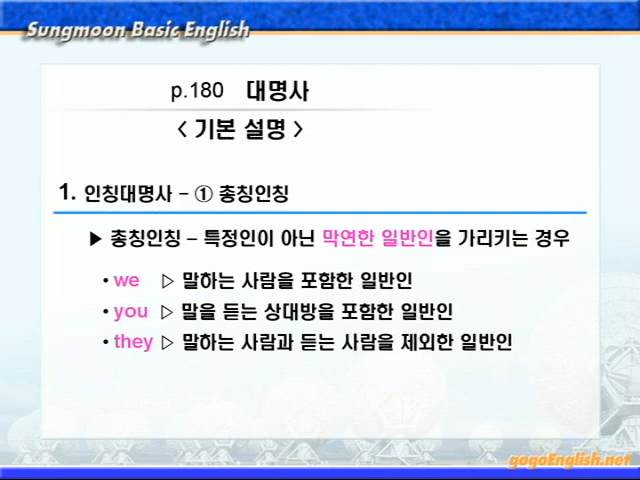 Sungmoon Basic English
p.180 대명사
< 기본 설명 >
1. 인칭대명사 – ① 총칭인칭
▶ 총칭인칭 – 특정인이 아닌 막연한 일반인을 가리키는 경우
• we ▷ 말하는 사람을 포함한 일반인
• you ▷ 말을 듣는 상대방을 포함한 일반인
• they ▷ 말하는 사람과 듣는 사람을 제외한 일반인
gogoEnglish.net